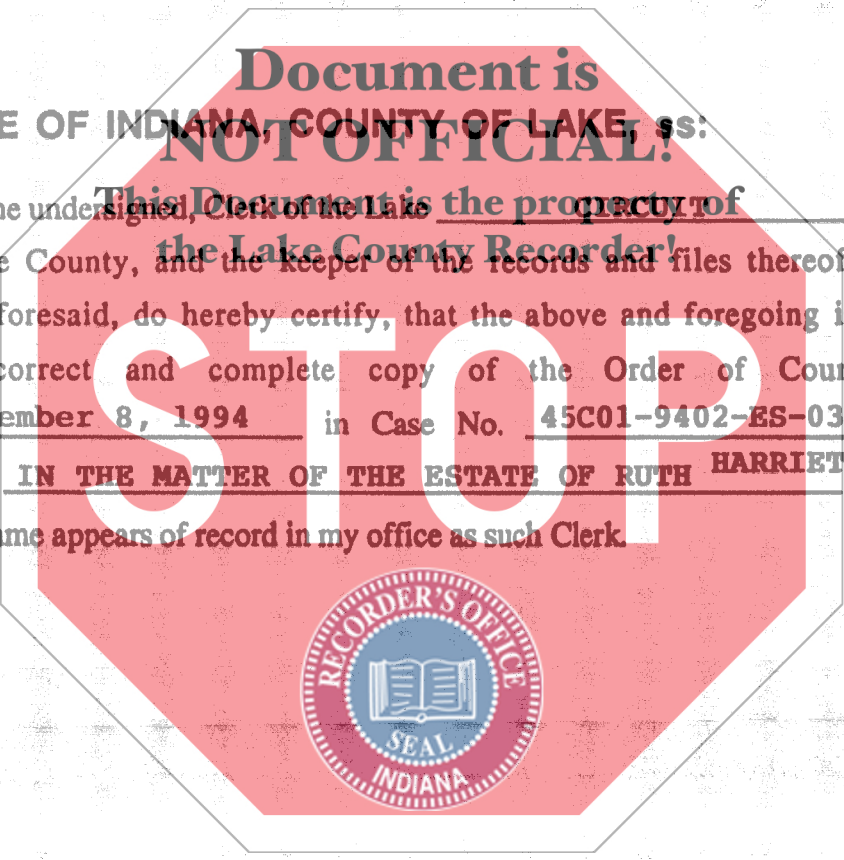 Document is
E OF INDIANA, COUNTY OF LAKE, ss:
NOT OFFICIAL!
ne undersigned, Clerk of the Lake CIRCUIT
This Document is the property of
the Lake County Recorder!
e County, and the keeper of the records and files thereof
foresaid, do hereby certify, that the above and foregoing i
correct and complete copy of the Order of Cour
ember 8, 1994 in Case No. 45C01-9402-ES-03
IN THE MATTER OF THE ESTATE OF RUTH HARRIET
me appears of record in my office as such Clerk.
STOP
RECORDER'S OFFICE
SEAL
INDIANA